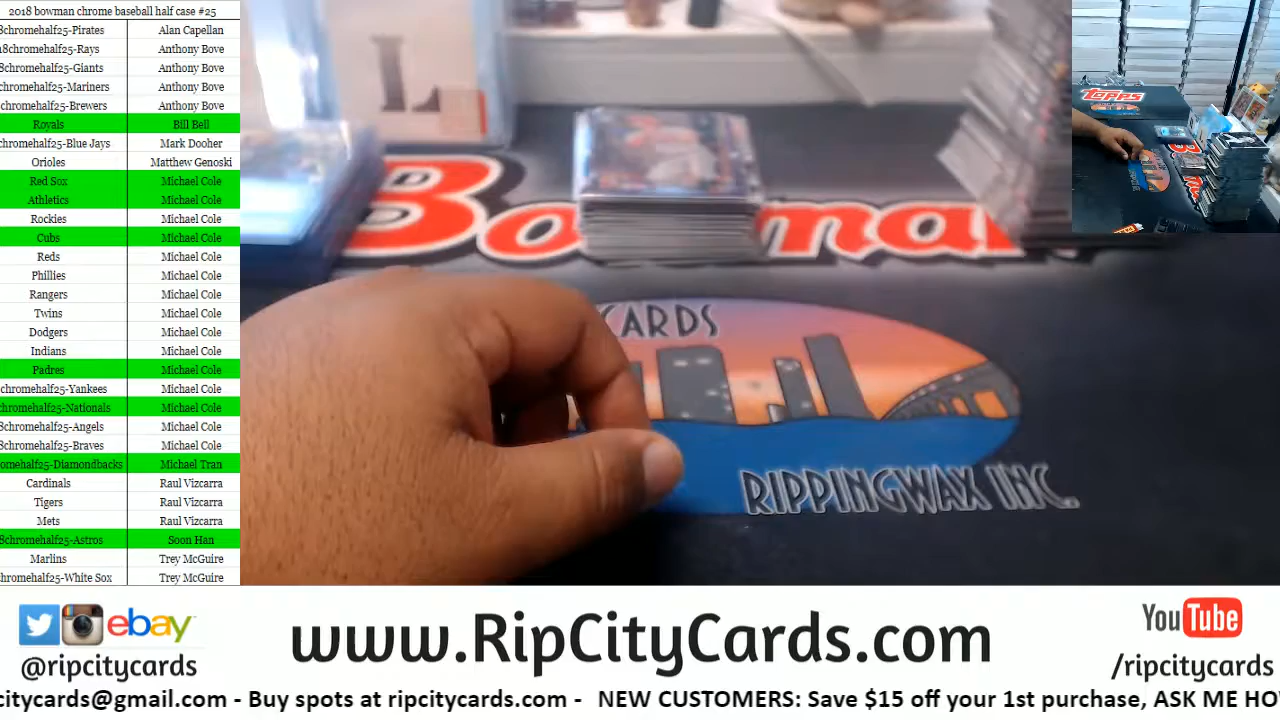 2018 bowman chrome baseball half case #25
8chromehalf25-Pirates Alan Capellan
18chromehalf25-Rays Anthony Bove
8chromehalf25-Giants Anthony Bove
chromehalf25-Mariners Anthony Bove
chromehalf25-Brewers Anthony Bove
Royals Bill Bell
chromehalf25-Blue Jays Mark Dooher
Orioles Matthew Genoski
Red Sox Michael Cole
Athletics Michael Cole
Rockies Michael Cole
Cubs Michael Cole
Reds Michael Cole
Phillies Michael Cole
Rangers Michael Cole
Twins Michael Cole
Dodgers Michael Cole
Indians Michael Cole
Padres Michael Cole
chromehalf25-Yankees Michael Cole
chromehalf25-Nationals Michael Cole
8chromehalf25-Angels Michael Cole
8chromehalf25-Braves Michael Cole
omehalf25-Diamondbacks Michael Tran
Cardinals Raul Vizcarra
Tigers Raul Vizcarra
Mets Raul Vizcarra
8chromehalf25-Astros Soon Han
Marlins Trey McGuire
hromehalf25-White Sox Trey McGuire
Bowman
CARDS
RIPPINGWAX INC.
TOPPS
ebay
@ripcitycards
www.RipCityCards.com
YouTube
/ripcitycards
citycards@gmail.com - Buy spots at ripcitycards.com - NEW CUSTOMERS: Save $15 off your 1st purchase, ASK ME HO